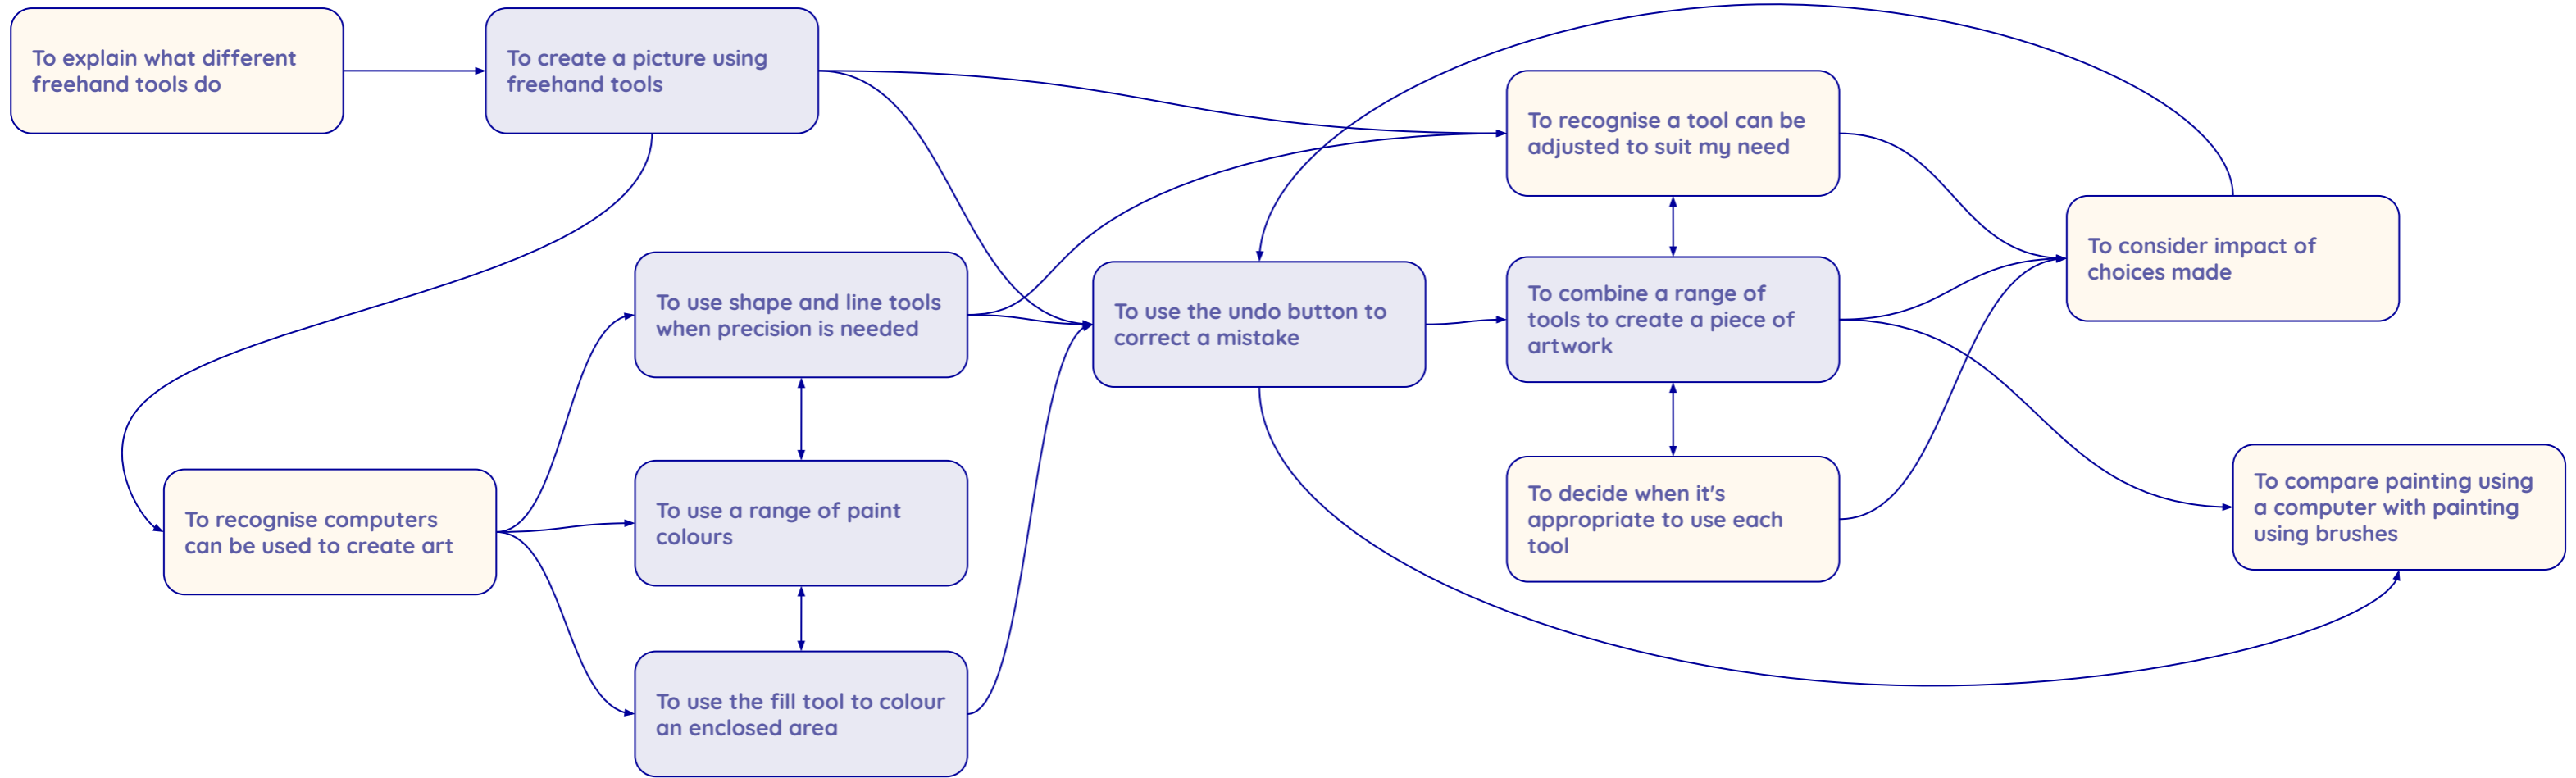 To explain what different
freehand tools do
To create a picture using
freehand tools
To recognise a tool can be
adjusted to suit my need
To consider impact of
choices made
To use shape and line tools
when precision is needed
To use the undo button to
correct a mistake
To combine a range of
tools to create a piece of
artwork
To recognise computers
can be used to create art
To use a range of paint
colours
To decide when it's
appropriate to use each
tool
To compare painting using
a computer with painting
using brushes
To use the fill tool to colour
an enclosed area